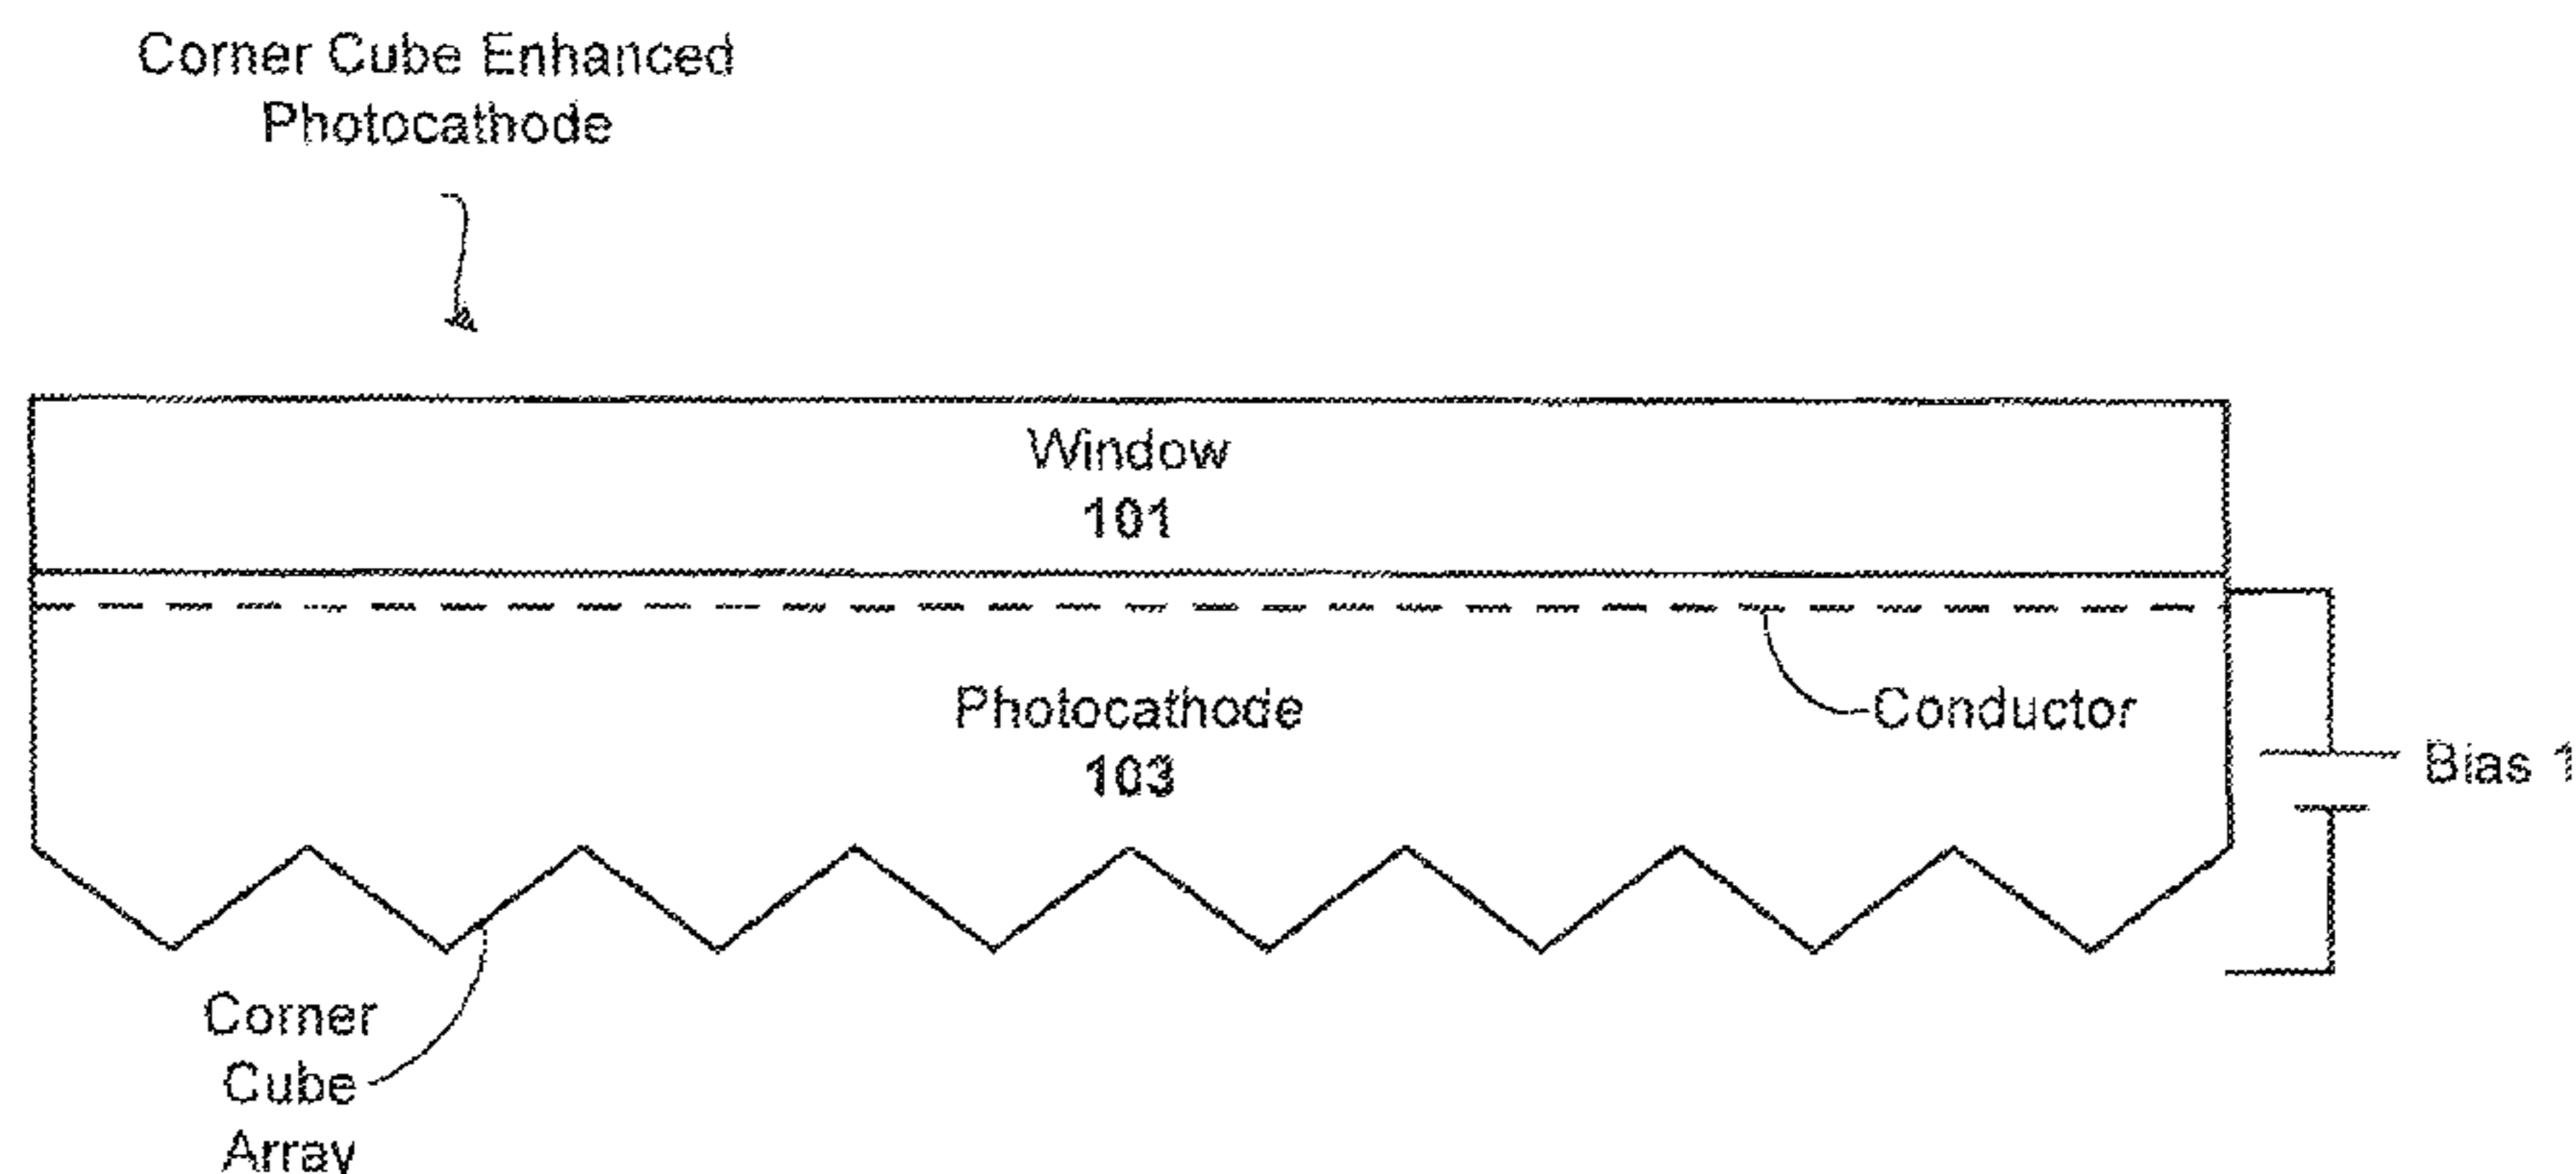 Corner Cube Enhanced
Photocathode
Window
101
Photocathode
103
Conductor
Bias 1
Corner
Cube
Array